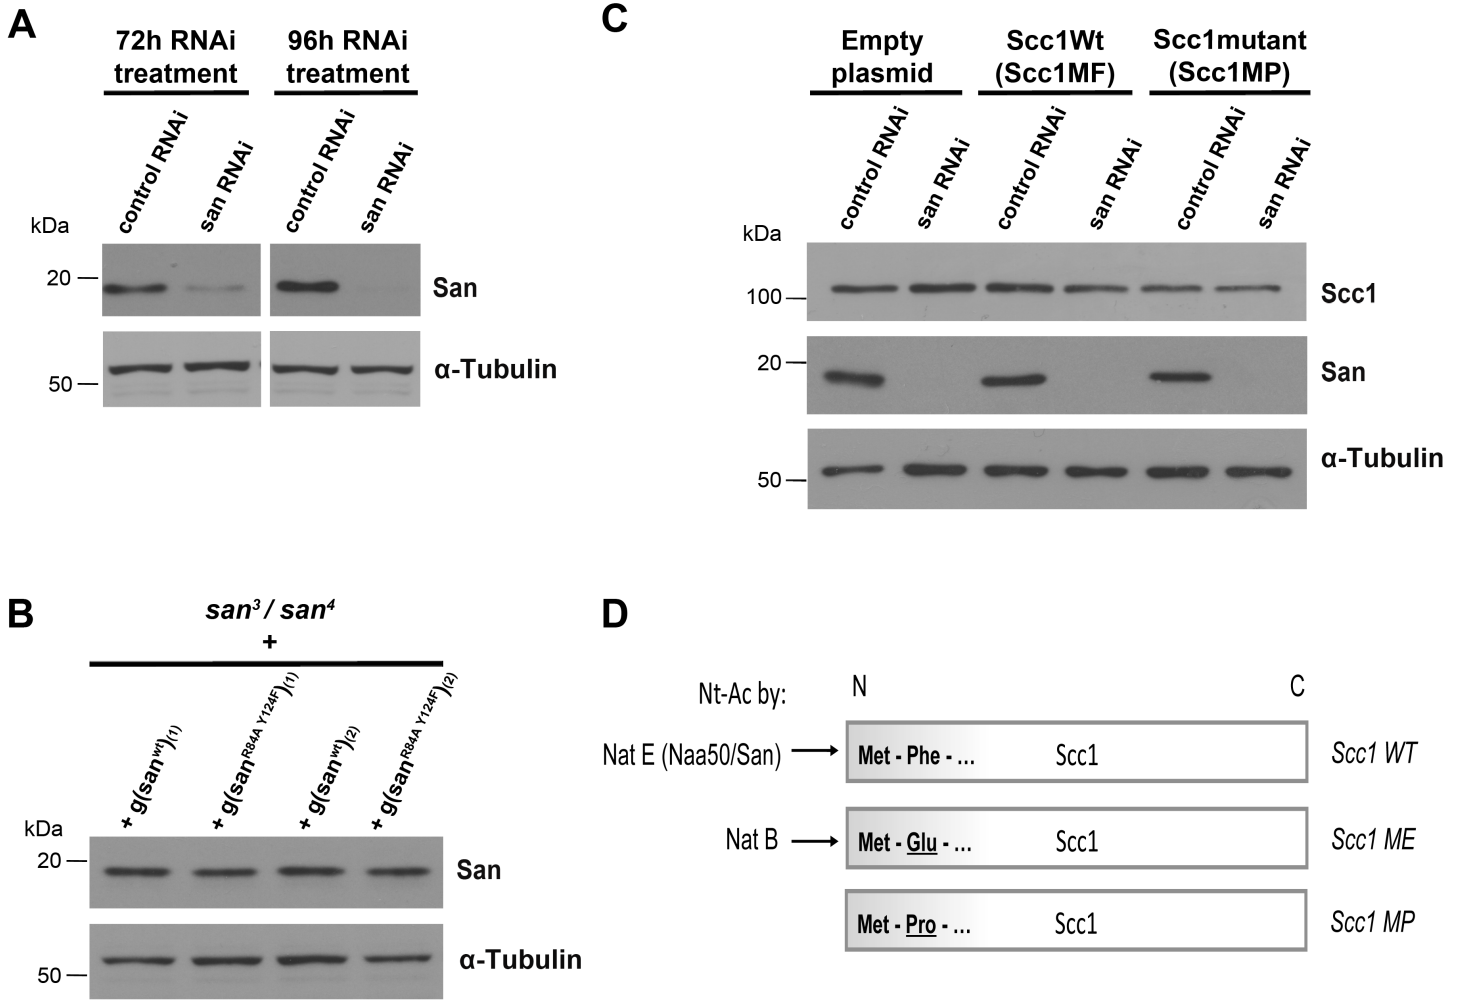 A
72h RNAi
treatment
96h RNAi
treatment
control RNAi
san RNAi
control RNAi
san RNAi
kDa
20
San
50
α-Tubulin
C
Empty
plasmid
Scc1Wt
(Scc1MF)
Scc1mutant
(Scc1MP)
control RNAi
san RNAi
control RNAi
san RNAi
control RNAi
san RNAi
kDa
100
Scc1
20
San
50
α-Tubulin
B
san³ / san⁴
+
+ g(sanwt)(1)
+ g(sanR84A Y124F)(1)
+ g(sanwt)(2)
+ g(sanR84A Y124F)(2)
kDa
20
San
50
α-Tubulin
D
Nt-Ac by:
N
C
Nat E (Naa50/San)
Met - Phe - ...
Scc1
Scc1 WT
Nat B
Met - Glu - ...
Scc1
Scc1 ME
Met - Pro - ...
Scc1
Scc1 MP